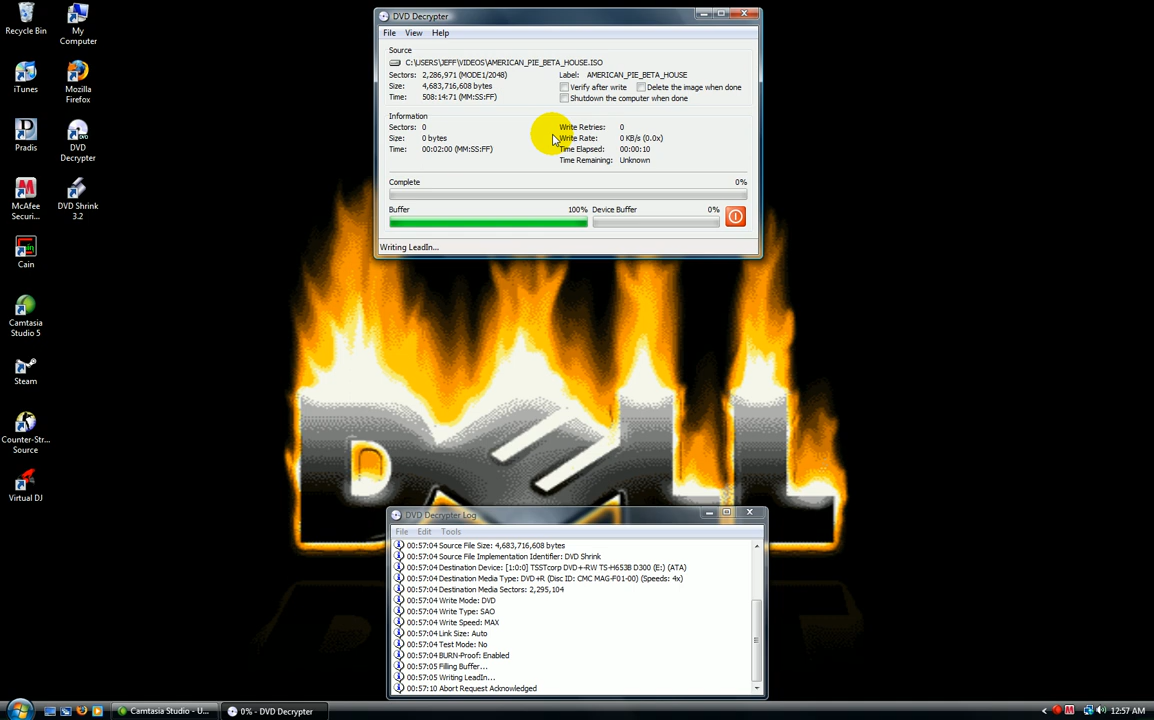 Recycle Bin
My
Computer
iTunes
Mozilla
Firefox
Pradis
DVD
Decrypter
McAfee
Securi...
DVD Shrink
3.2
Cain
Camtasia
Studio 5
Steam
Counter-Str...
Source
Virtual DJ
DVD Decrypter
File View Help
Source
C:\USERS\JEFF\VIDEOS\AMERICAN_PIE_BETA_HOUSE.ISO
Sectors: 2,286,971 (MODE1/2048) Label: AMERICAN_PIE_BETA_HOUSE
Size: 4,683,716,608 bytes Verify after write Delete the image when done
Time: 508:14:71 (MM:SS:FF) Shutdown the computer when done
Information
Sectors: 0 Write Retries: 0
Size: 0 bytes Write Rate: 0 KB/s (0.0x)
Time: 00:02:00 (MM:SS:FF) Time Elapsed: 00:00:10
Time Remaining: Unknown
Complete 0%
Buffer 100% Device Buffer 0%
Writing LeadIn...
DELL
DVD Decrypter Log
File Edit Tools
00:57:04 Source File Size: 4,683,716,608 bytes
00:57:04 Source File Implementation Identifier: DVD Shrink
00:57:04 Destination Device: [1:0:0] TSSTcorp DVD+-RW TS-H653B D300 (E:) (ATA)
00:57:04 Destination Media Type: DVD+R (Disc ID: CMC MAG-F01-00) (Speeds: 4x)
00:57:04 Destination Media Sectors: 2,295,104
00:57:04 Write Mode: DVD
00:57:04 Write Type: SAO
00:57:04 Write Speed: MAX
00:57:04 Link Size: Auto
00:57:04 Test Mode: No
00:57:04 BURN-Proof: Enabled
00:57:05 Filling Buffer...
00:57:05 Writing LeadIn...
00:57:10 Abort Request Acknowledged
Camtasia Studio - U...
0% - DVD Decrypter
12:57 AM